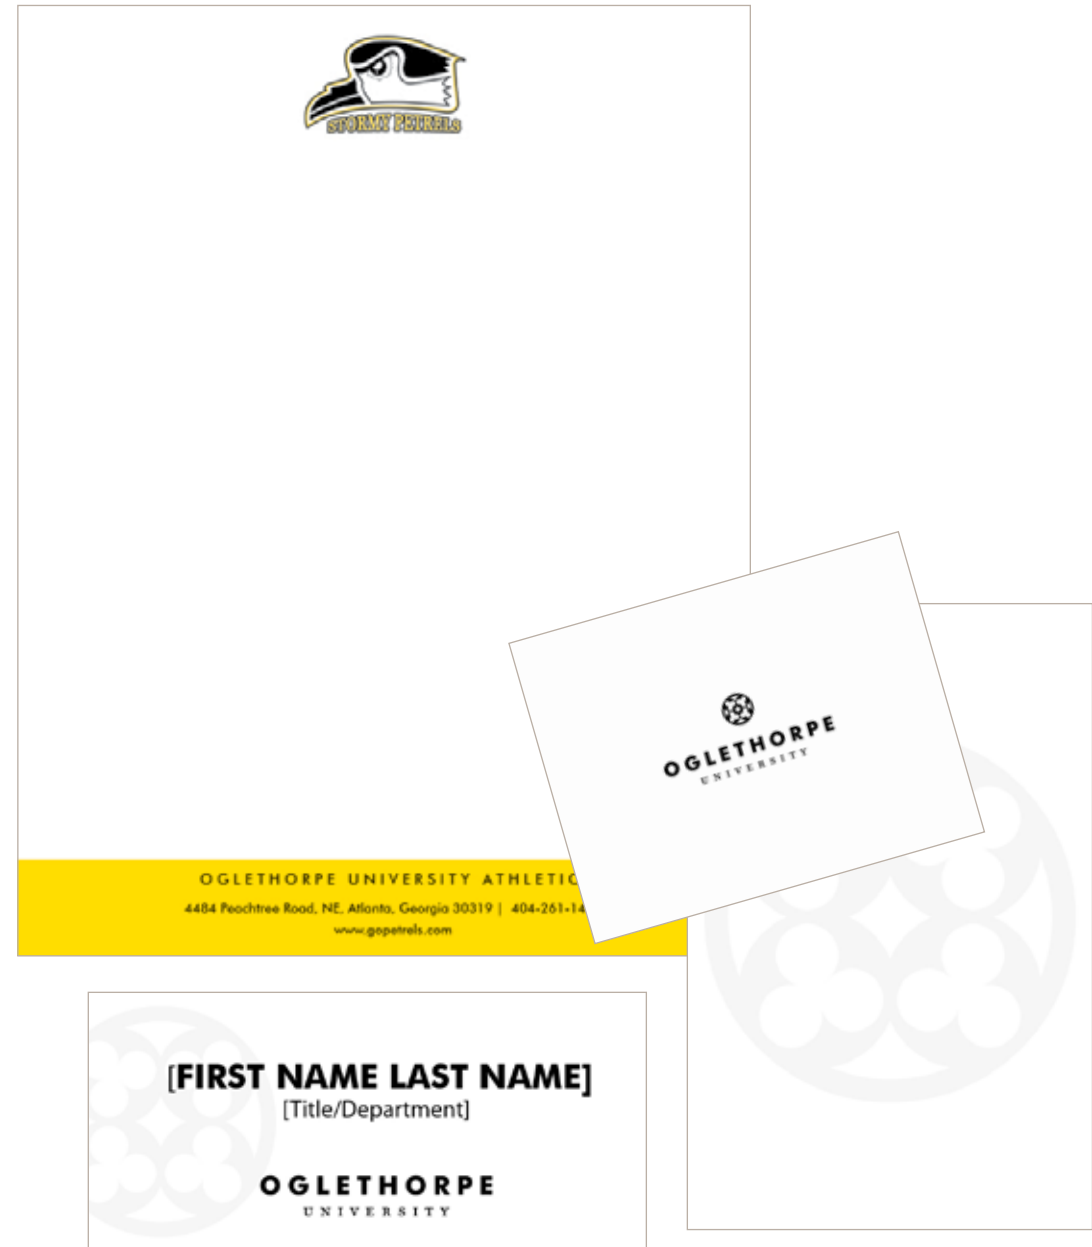 STORMY PETRELS
OGLETHORPE
UNIVERSITY
OGLETHORPE UNIVERSITY
4484 Peachtree Road, NE, Atlanta, Georgia 30319 |
www.gopetrels.com
[FIRST NAME LAST NAME]
[Title/Department]
OGLETHORPE
UNIVERSITY